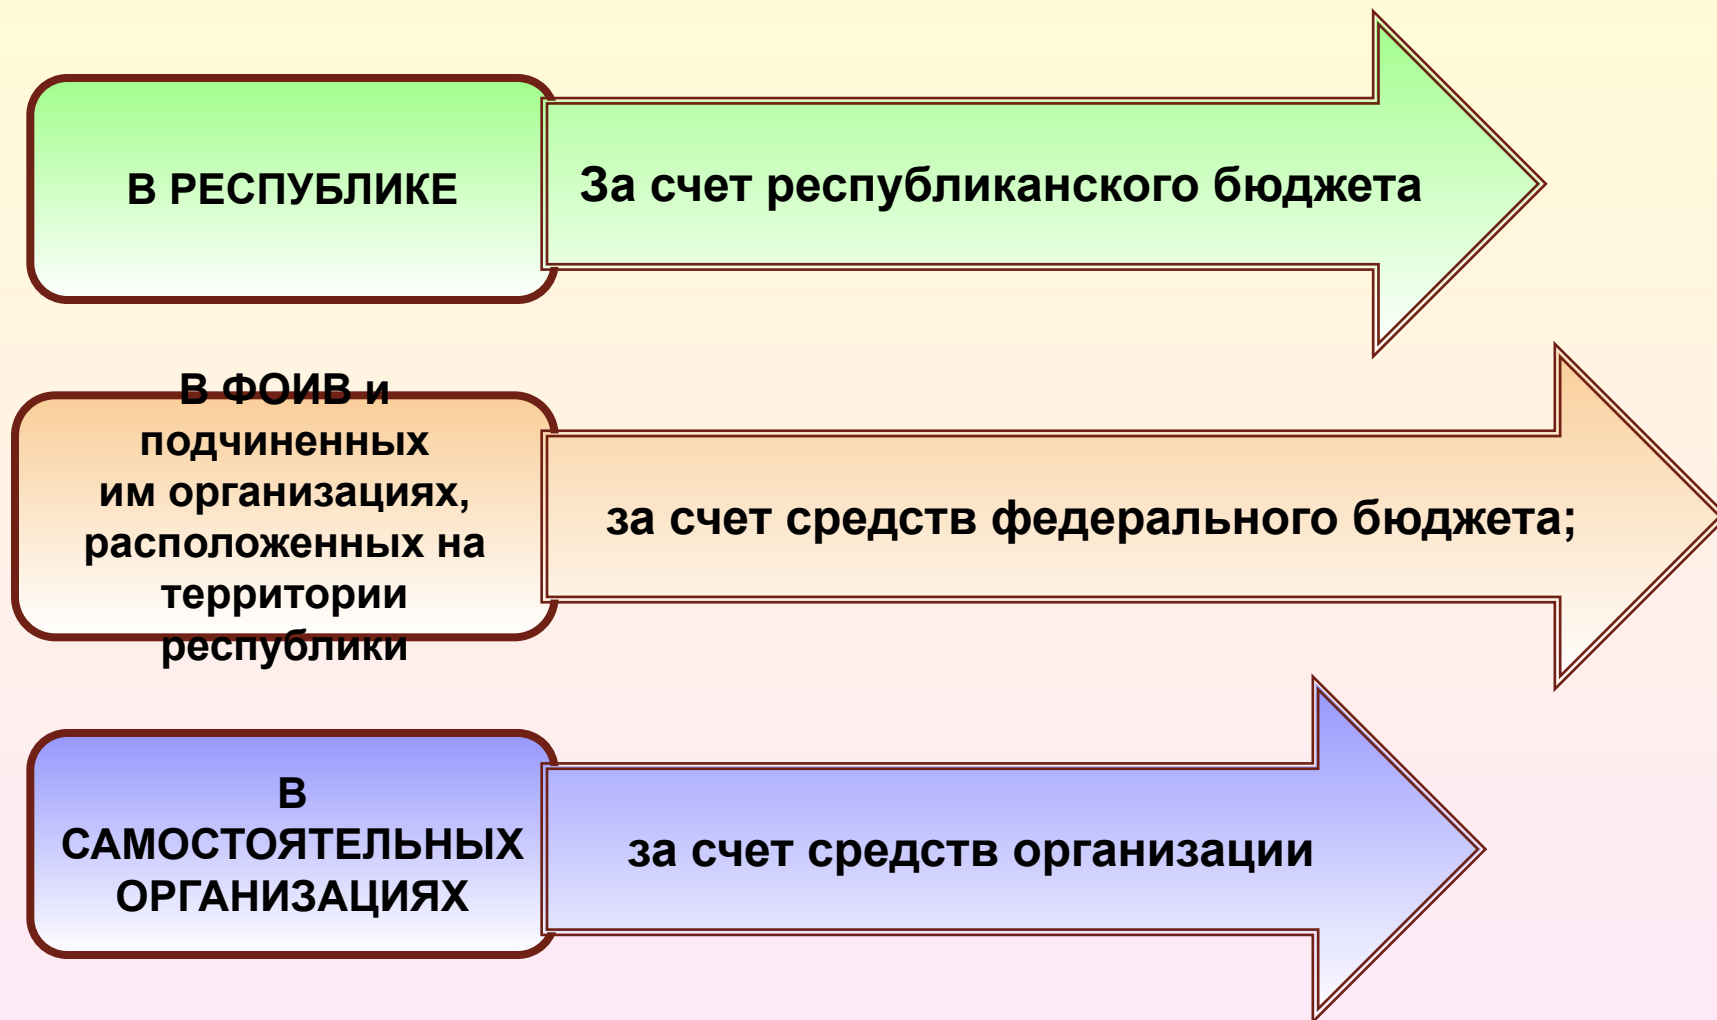 В РЕСПУБЛИКЕ
За счет республиканского бюджета
В ФОИВ и
подчиненных
им организациях,
расположенных на
территории
республики
за счет средств федерального бюджета;
В
САМОСТОЯТЕЛЬНЫХ
ОРГАНИЗАЦИЯХ
за счет средств организации